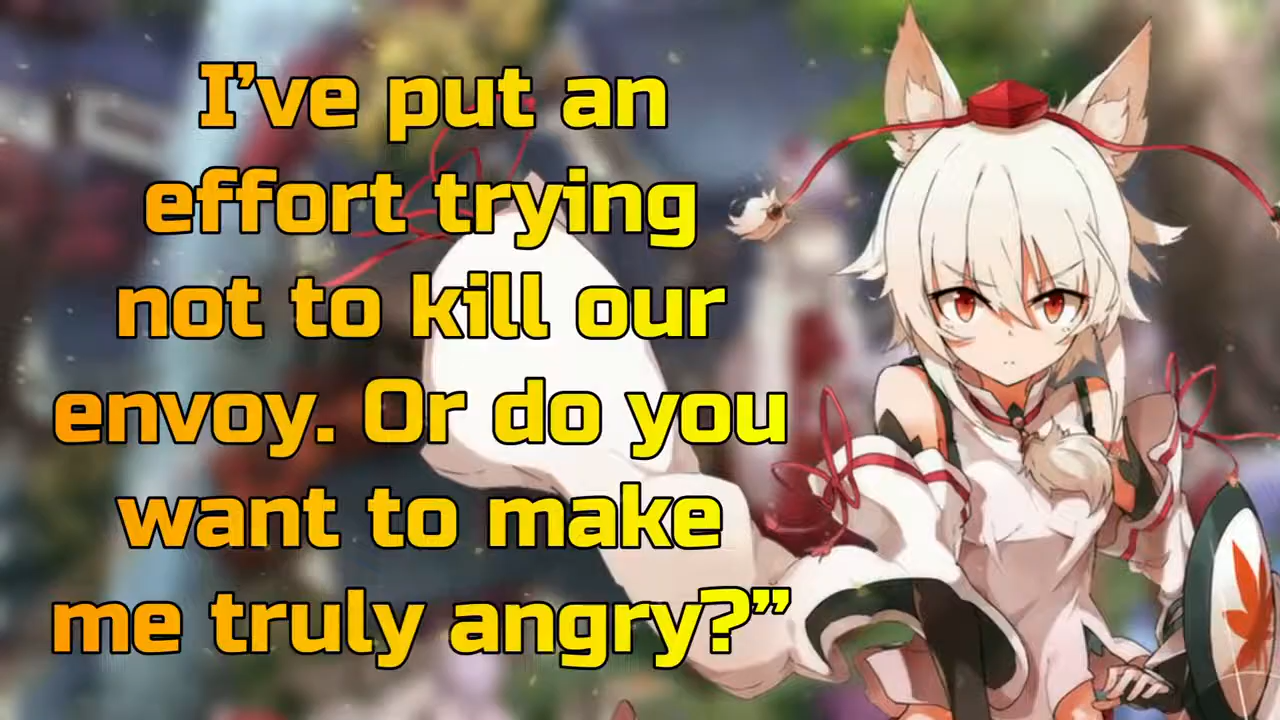 I’ve put an
effort trying
not to kill our
envoy. Or do you
want to make
me truly angry?”